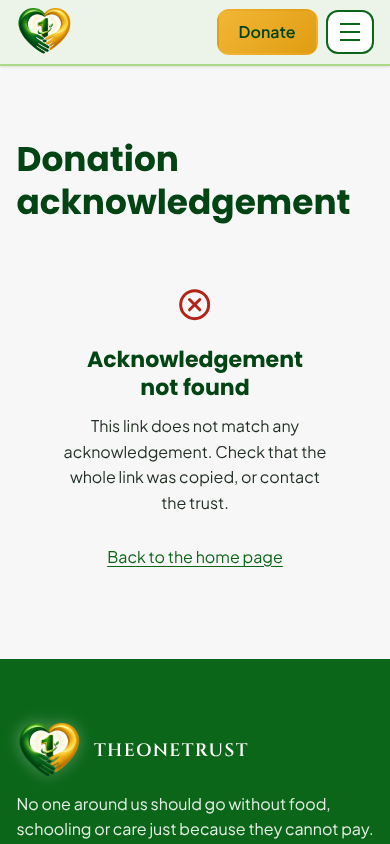 Donate
Donation
acknowledgement
Acknowledgement
not found
This link does not match any
acknowledgement. Check that the
whole link was copied, or contact
the trust.
Back to the home page
THEONETRUST
No one around us should go without food,
schooling or care just because they cannot pay.